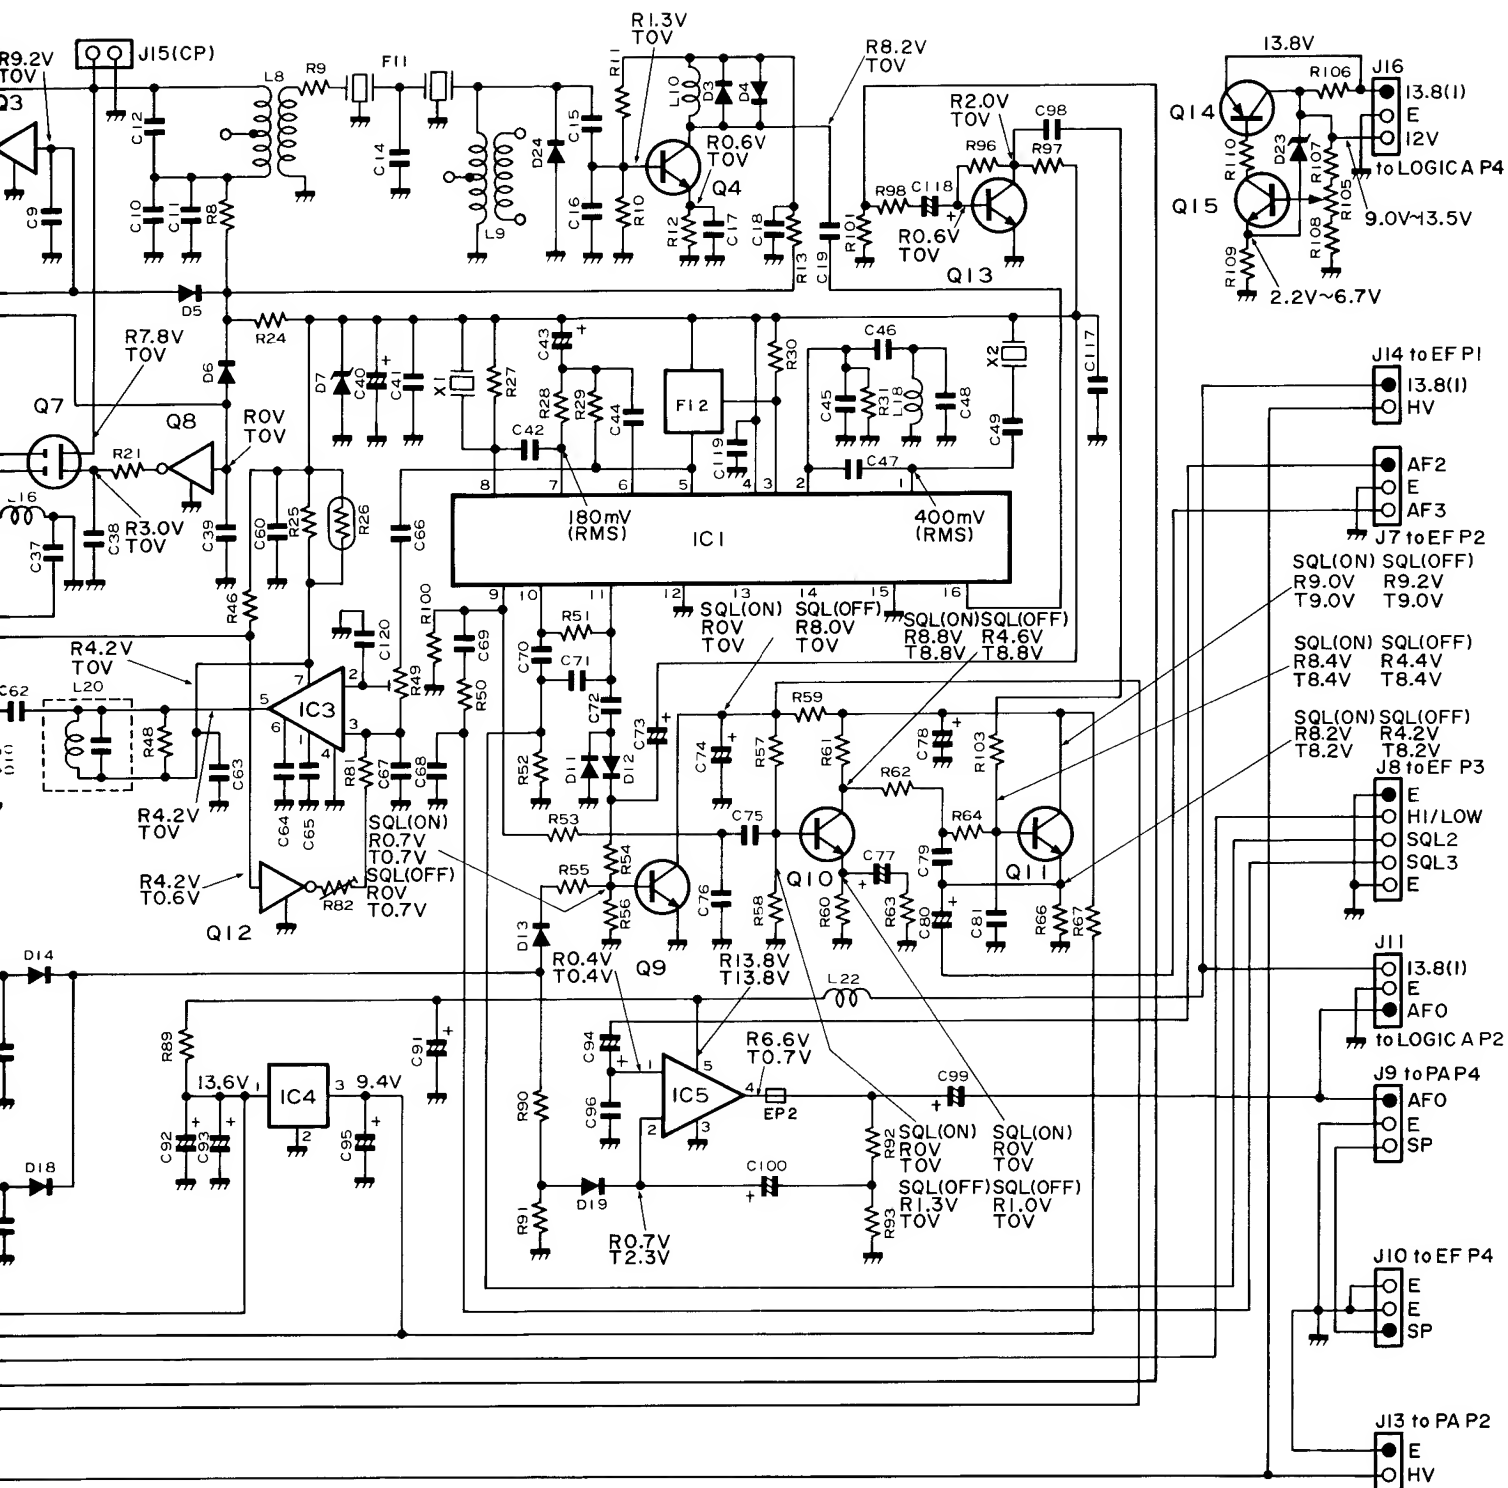 R9.2V
T0V
J15(CP)
Q3
C12
L8
R9
F11
C14
L9
D24
C15
C16
R11
R1.3V
T0V
R10
L10
D3
D4
R0.6V
T0V
Q4
R12
C17
C18
R13
C19
R8.2V
T0V
R101
R98
C118
+
R0.6V
T0V
Q13
R2.0V
T0V
R96
C98
R97
13.8V
Q14
R106
J16
13.8(1)
E
12V
to LOGICA P4
R110
D23
R107
R105
R108
Q15
R109
9.0V~13.5V
2.2V~6.7V
C9
C10
C11
R8
D5
R24
R7.8V
T0V
D6
D7
C40
+
C41
X1
R27
C43
+
R28
R29
C44
C42
F12
C119
R30
C46
C45
R31
L18
C48
C47
X2
C49
C117
J14 to EF P1
13.8(1)
HV
Q7
Q8
R0V
T0V
R21
R3.0V
T0V
L16
C37
C38
C39
C60
R25
R26
C66
8
7
6
5
4
3
2
1
180mV
(RMS)
400mV
(RMS)
IC1
9
10
11
12
13
14
15
16
AF2
E
AF3
J7 to EF P2
SQL(ON) SQL(OFF)
R9.0V R9.2V
T9.0V T9.0V
SQL(ON) SQL(OFF)
R8.4V R4.4V
T8.4V T8.4V
SQL(ON) SQL(OFF)
R8.2V R4.2V
T8.2V T8.2V
J8 to EF P3
E
HI/LOW
SQL2
SQL3
E
R46
R4.2V
T0V
C62
L20
R48
C63
5
7
2
3
6
1
4
IC3
C120
R49
R100
C69
R50
R81
C67
C68
C64
C65
R4.2V
T0V
R4.2V
T0.6V
Q12
R82
SQL(ON)
R0.7V
T0.7V
SQL(OFF)
R0V
T0.7V
C70
R51
C71
C72
R52
D11
D12
C73
+
R53
R54
R55
R56
D13
Q9
SQL(ON) SQL(OFF)
R0V R8.0V
T0V T0V
SQL(ON) SQL(OFF)
R8.8V R4.6V
T8.8V T8.8V
C74
+
R57
R59
R61
C75
C76
R58
Q10
R60
C77
+
R63
R62
C78
+
R103
R64
C79
C80
+
C81
Q11
R66
R67
R0.4V
T0.4V
R13.8V
T13.8V
D14
D18
R89
C91
+
13.6V
1
IC4
3
9.4V
2
C92
+
C93
+
C95
+
R90
R91
D19
C94
+
C96
1
2
3
4
5
IC5
R6.6V
T0.7V
EP2
L22
C99
+
R92
R93
C100
+
R0.7V
T2.3V
SQL(ON)
R0V
T0V
SQL(OFF)
R1.3V
T0V
SQL(ON)
R0V
T0V
SQL(OFF)
R1.0V
T0V
J11
13.8(1)
E
AF0
to LOGIC A P2
J9 to PA P4
AF0
E
SP
J10 to EF P4
E
E
SP
J13 to PA P2
E
HV